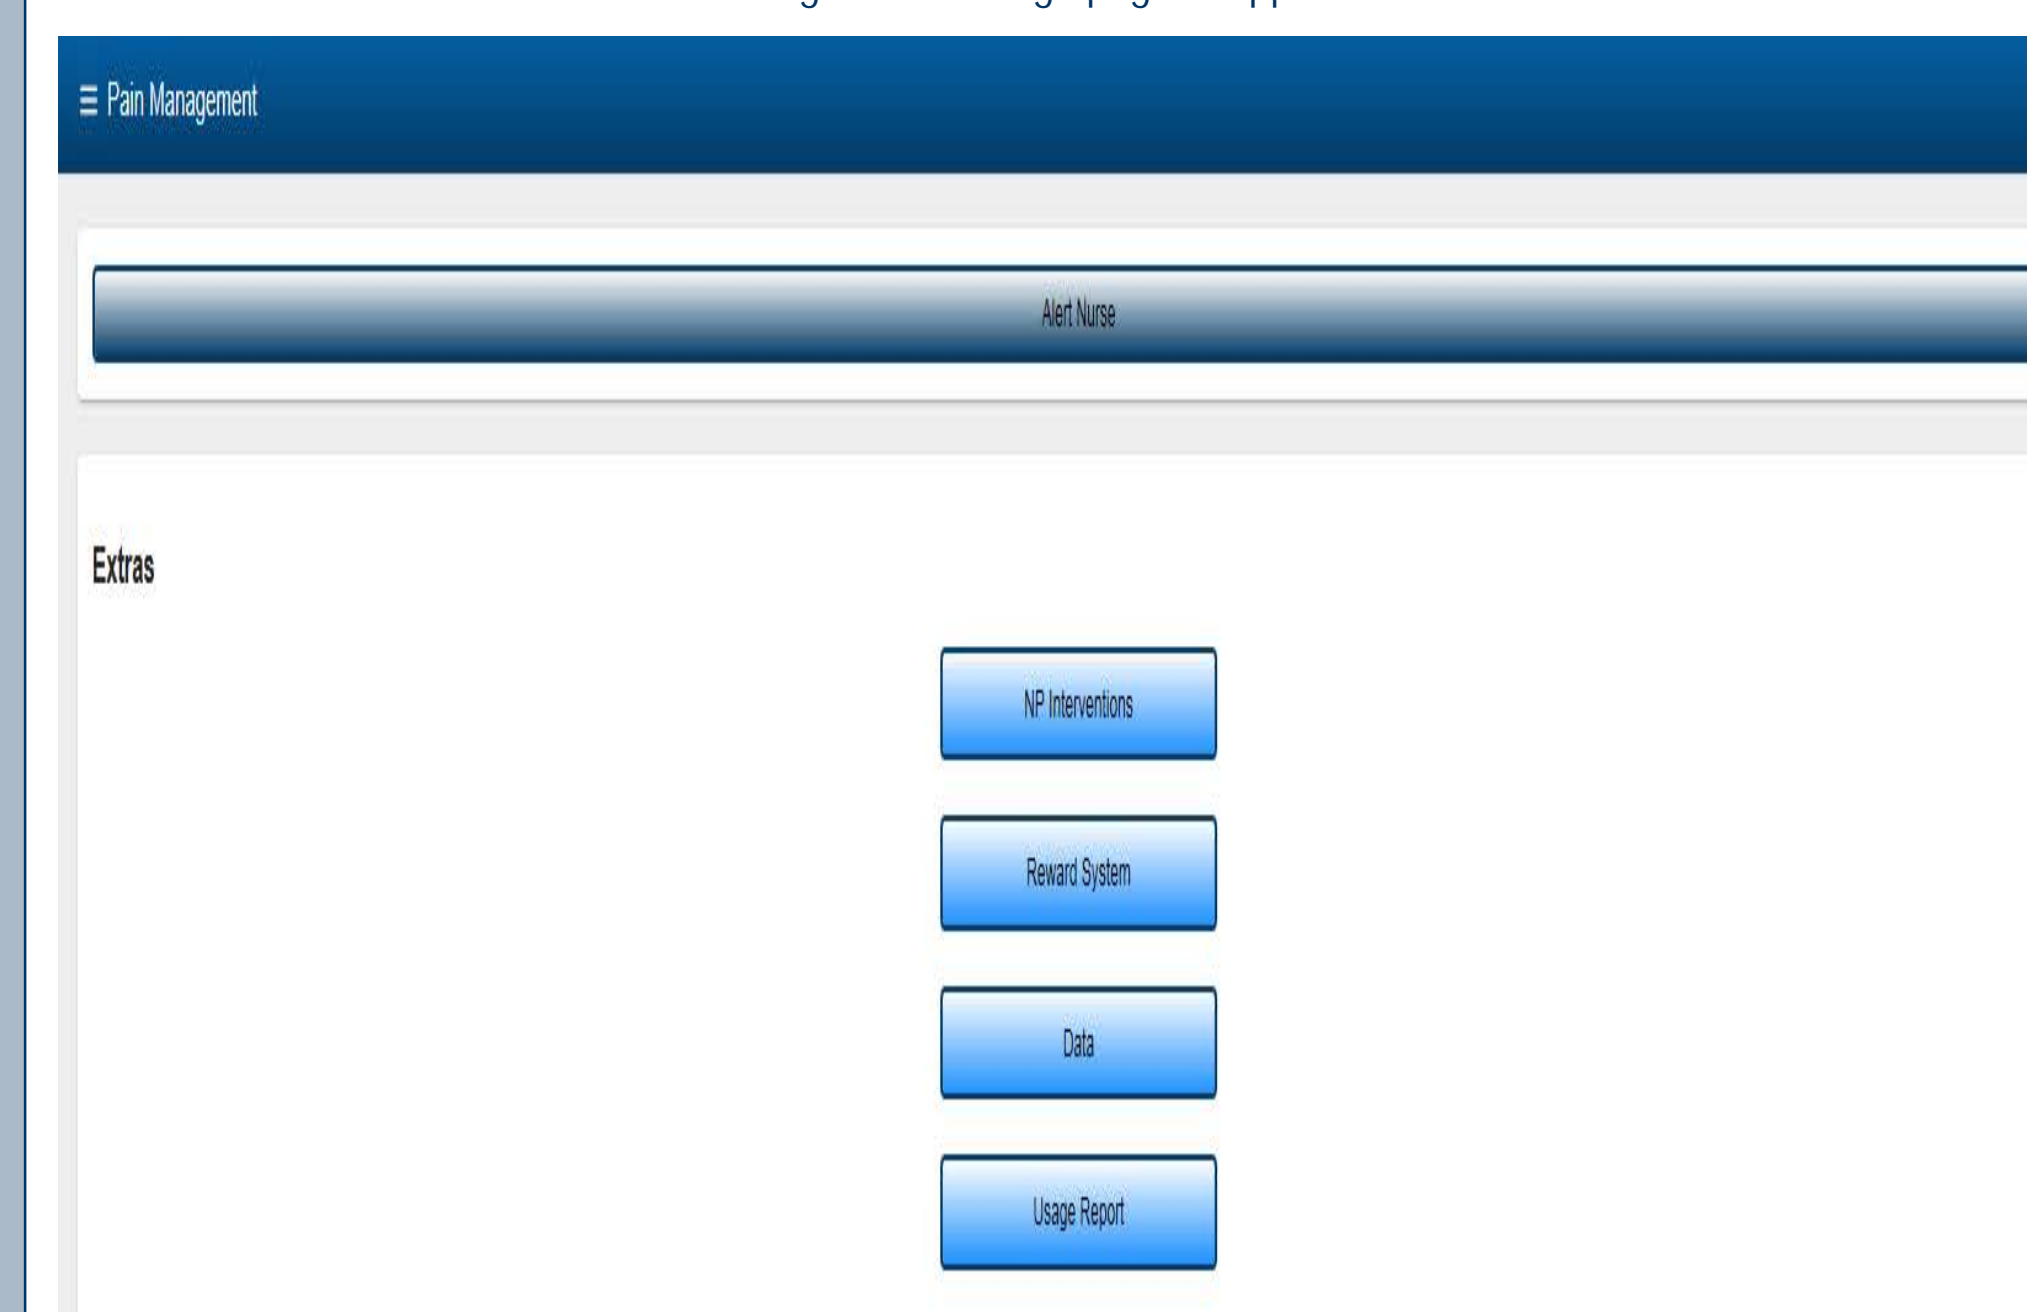 ☰ Pain Management
Alert Nurse
Extras
NP Interventions
Reward System
Data
Usage Report